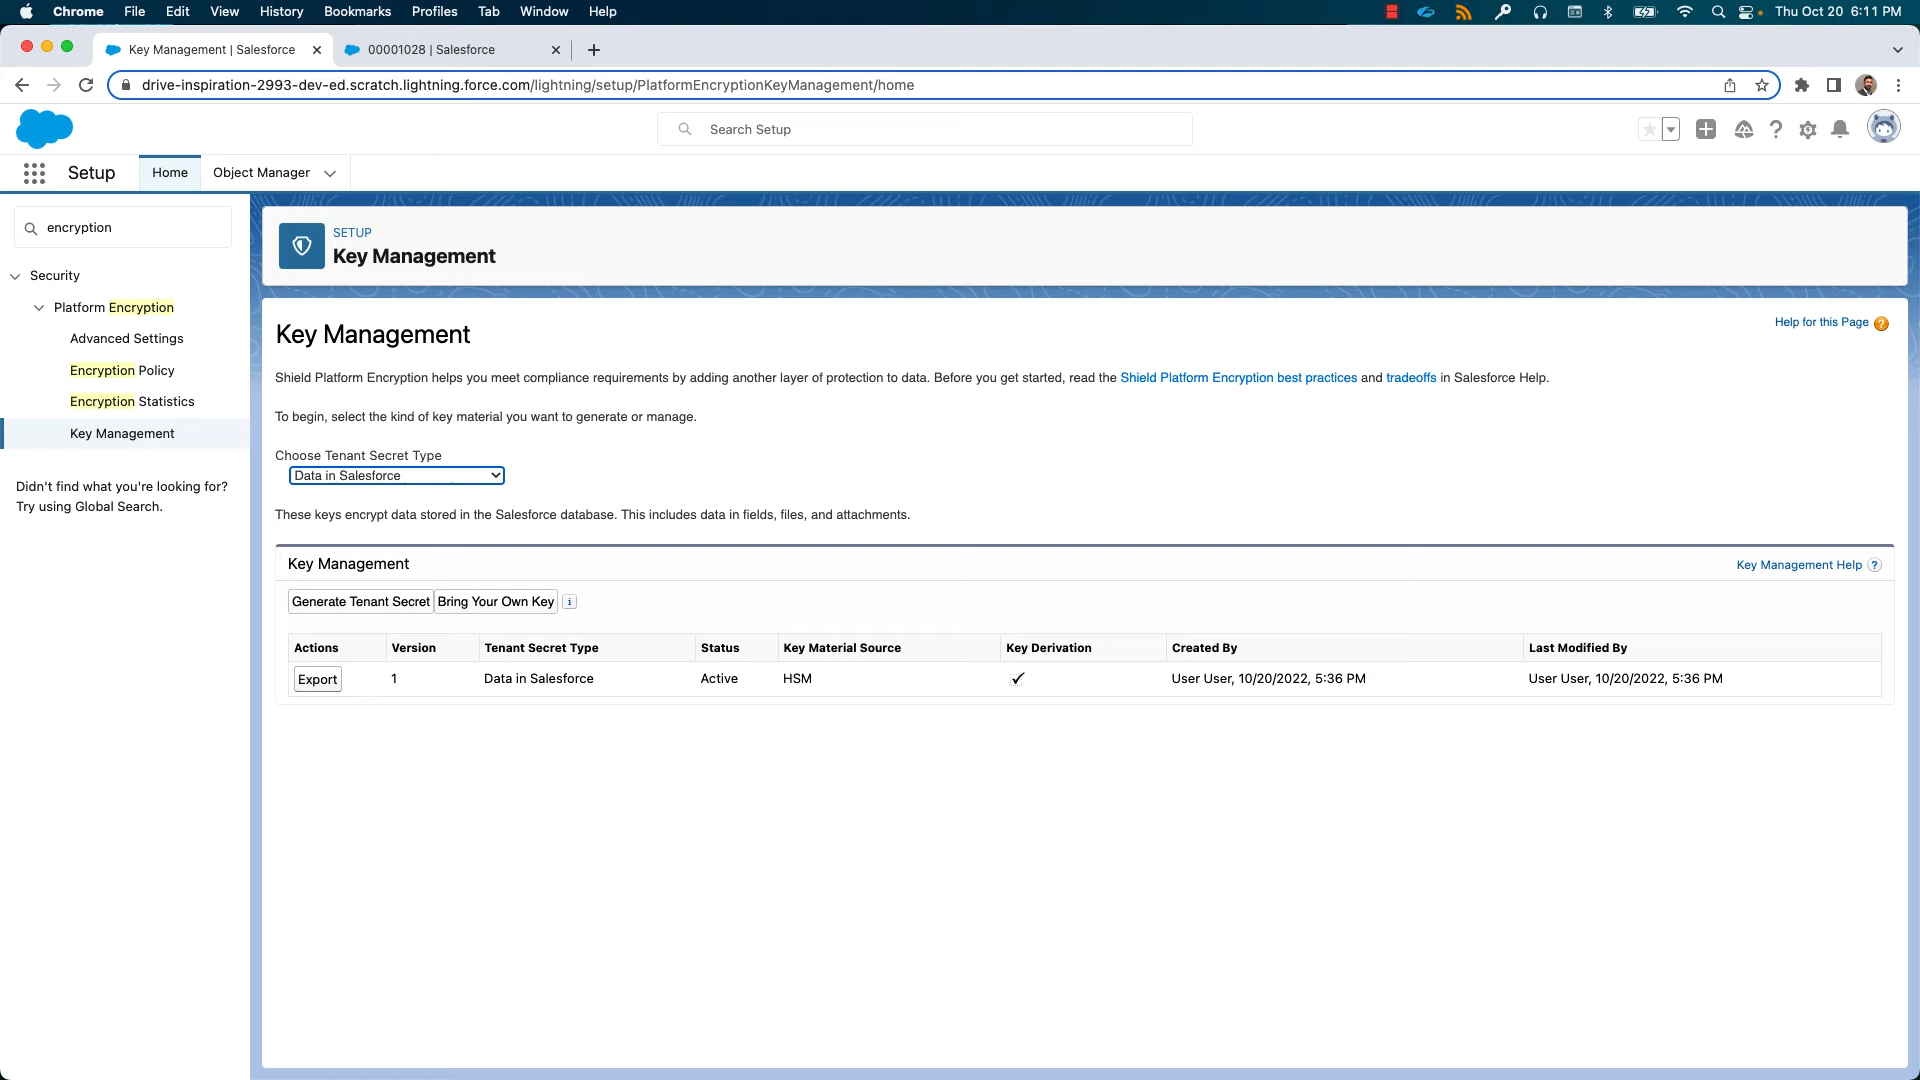 Chrome File Edit View History Bookmarks Profiles Tab Window Help Thu Oct 20 6:11 PM
Key Management | Salesforce 00001028 | Salesforce
drive-inspiration-2993-dev-ed.scratch.lightning.force.com/lightning/setup/PlatformEncryptionKeyManagement/home
Search Setup
Setup Home Object Manager
encryption
Security
Platform Encryption
Advanced Settings
Encryption Policy
Encryption Statistics
Key Management
Didn't find what you're looking for?
Try using Global Search.
SETUP
Key Management
Key Management
Help for this Page ?
Shield Platform Encryption helps you meet compliance requirements by adding another layer of protection to data. Before you get started, read the Shield Platform Encryption best practices and tradeoffs in Salesforce Help.
To begin, select the kind of key material you want to generate or manage.
Choose Tenant Secret Type
Data in Salesforce
These keys encrypt data stored in the Salesforce database. This includes data in fields, files, and attachments.
Key Management Key Management Help ?
Generate Tenant Secret Bring Your Own Key i
Actions Version Tenant Secret Type Status Key Material Source Key Derivation Created By Last Modified By
Export 1 Data in Salesforce Active HSM ✓ User User, 10/20/2022, 5:36 PM User User, 10/20/2022, 5:36 PM